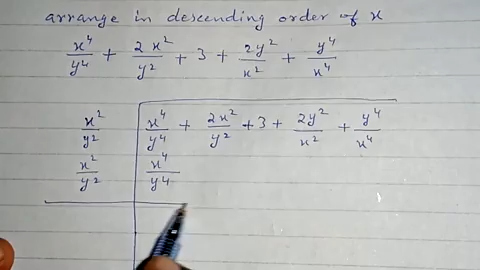 arrange in descending order of x
x⁴/y⁴ + 2x²/y² + 3 + 2y²/x² + y⁴/x⁴
x²/y² x⁴/y⁴ + 2x²/y² + 3 + 2y²/x² + y⁴/x⁴
x²/y² x⁴/y⁴